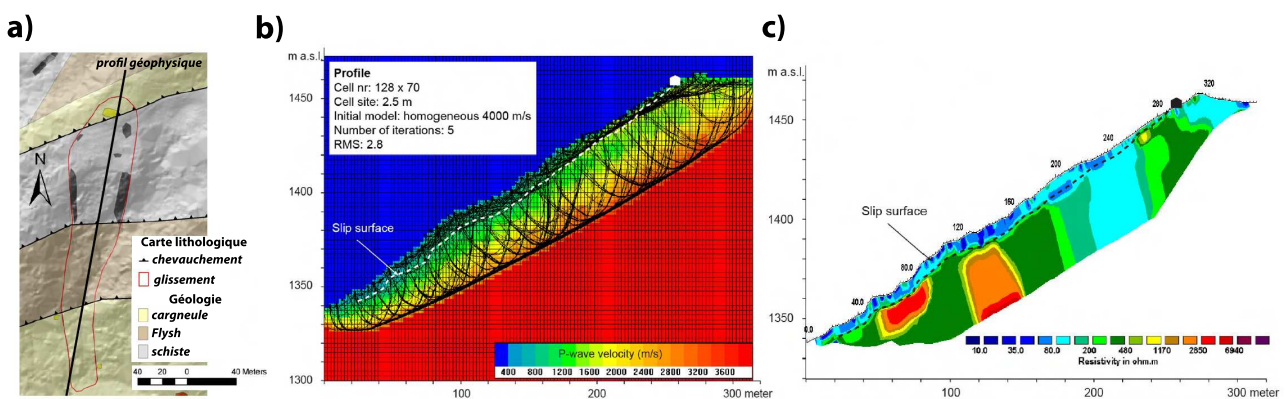 a)
profil géophysique
N
Carte lithologique
chevauchement
glissement
Géologie
cargneule
Flysh
schiste
40 20 0 40 Meters
b)
m a.s.l.
Profile
Cell nr: 128 x 70
Cell site: 2.5 m
Initial model: homogeneous 4000 m/s
Number of iterations: 5
RMS: 2.8
1450
1400
1350
1300
Slip surface
P-wave velocity (m/s)
400 800 1200 1600 2000 2400 2800 3200 3600
100 200 300 meter
c)
m a.s.l.
1450
1400
1350
0.0 40.0 80.0 120 160 200 240 280 320
Slip surface
10.0 35.0 80.0 200 480 1170 2850 6940
Resistivity in ohm.m
100 200 300 meter